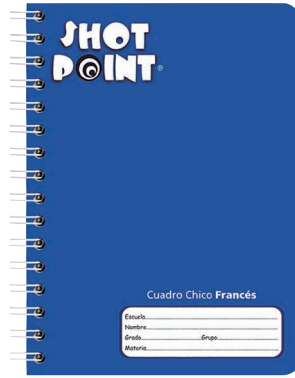 SHOT
POINT®
Cuadro Chico Francés
Escuela
Nombre
Grado Grupo
Materia